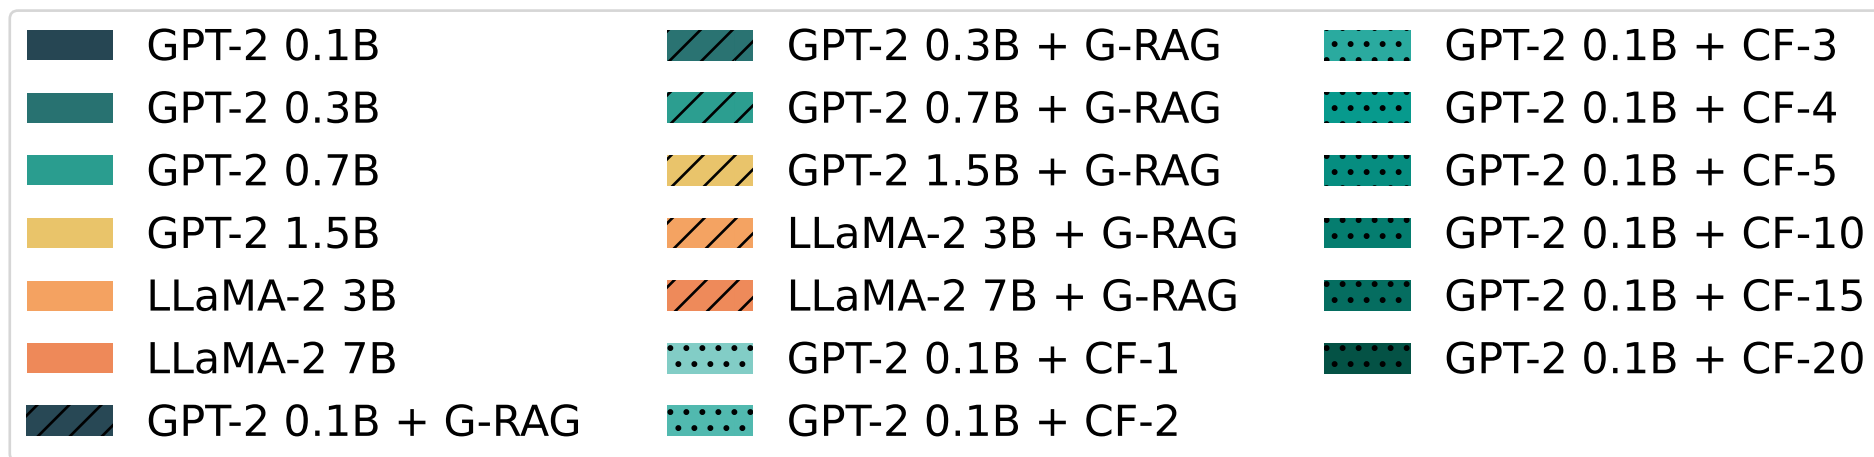 GPT-2 0.1B
GPT-2 0.3B
GPT-2 0.7B
GPT-2 1.5B
LLaMA-2 3B
LLaMA-2 7B
GPT-2 0.1B + G-RAG
GPT-2 0.3B + G-RAG
GPT-2 0.7B + G-RAG
GPT-2 1.5B + G-RAG
LLaMA-2 3B + G-RAG
LLaMA-2 7B + G-RAG
GPT-2 0.1B + CF-1
GPT-2 0.1B + CF-2
GPT-2 0.1B + CF-3
GPT-2 0.1B + CF-4
GPT-2 0.1B + CF-5
GPT-2 0.1B + CF-10
GPT-2 0.1B + CF-15
GPT-2 0.1B + CF-20